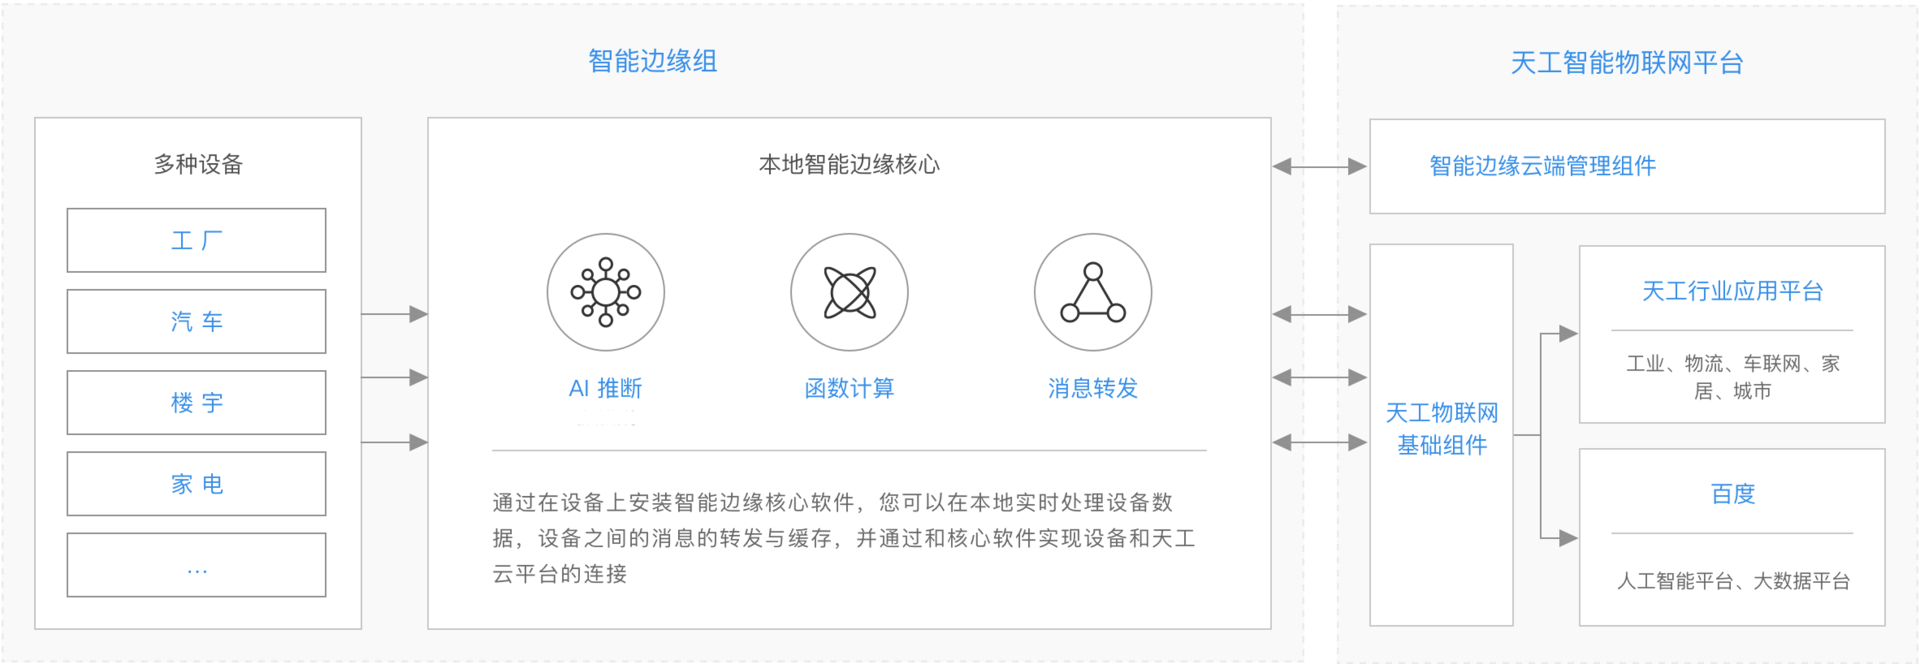 智能边缘组
多种设备
工 厂
汽 车
楼 宇
家 电
...
本地智能边缘核心
AI 推断
函数计算
消息转发
通过在设备上安装智能边缘核心软件，您可以在本地实时处理设备数
据，设备之间的消息的转发与缓存，并通过和核心软件实现设备和天工
云平台的连接
天工智能物联网平台
智能边缘云端管理组件
天工物联网
基础组件
天工行业应用平台
工业、物流、车联网、家
居、城市
百度
人工智能平台、大数据平台